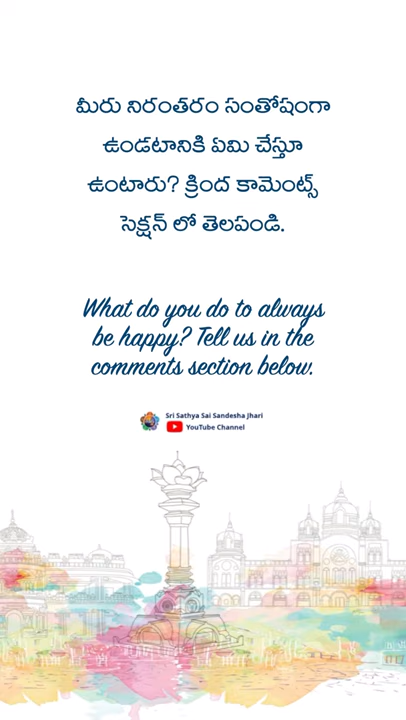 మీరు నిరంతరం సంతోషంగా
ఉండటానికి ఏమి చేస్తూ
ఉంటారు? క్రింద కామెంట్స్
సెక్షన్ లో తెలపండి.
What do you do to always
be happy? Tell us in the
comments section below.
Sri Sathya Sai Sandesha Jhari
YouTube Channel